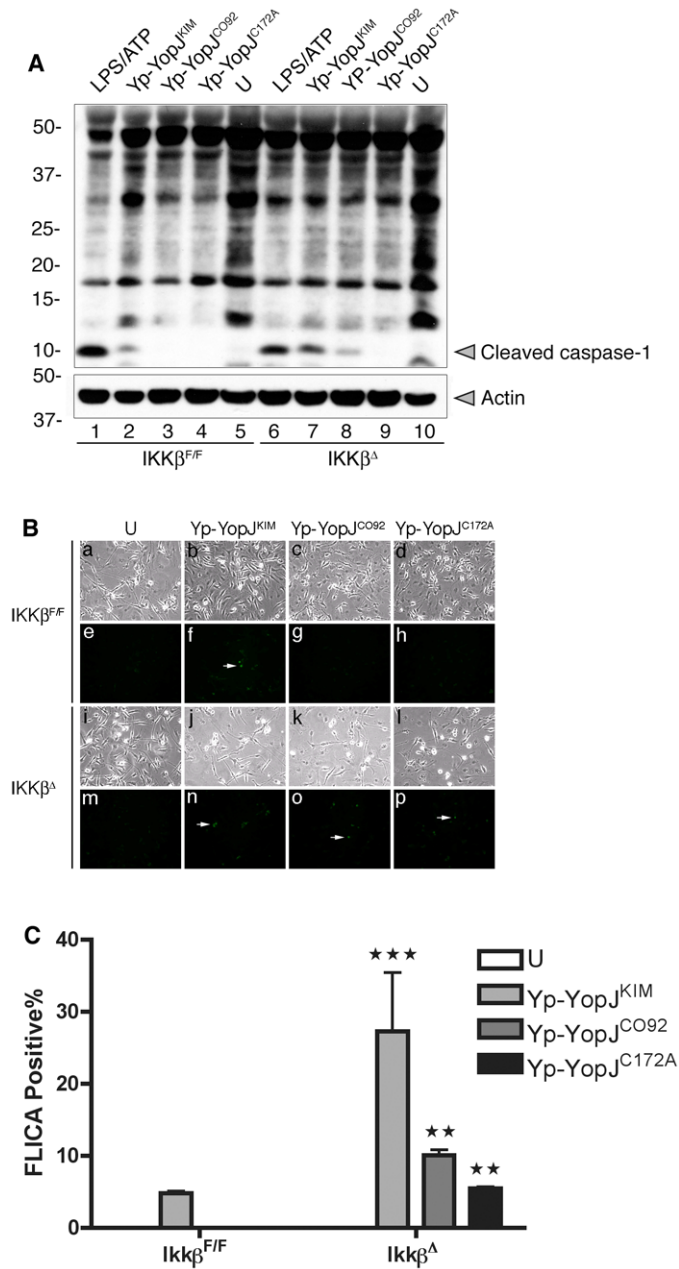 A
LPS/ATP Yp-YopJKIM Yp-YopJCO92 Yp-YopJC172A U LPS/ATP Yp-YopJKIM YP-YopJCO92 Yp-YopJC172A U
50-
37-
25-
20-
15-
10-
Cleaved caspase-1
50-
Actin
37-
1 2 3 4 5 6 7 8 9 10
IKKβF/F IKKβΔ
B
U Yp-YopJKIM Yp-YopJCO92 Yp-YopJC172A
a b c d
IKKβF/F
e f g h
i j k l
IKKβΔ
m n o p
C
FLICA Positive%
40
30
20
10
0
★★★
★★
★★
U
Yp-YopJKIM
Yp-YopJCO92
Yp-YopJC172A
IkkβF/F IkkβΔ